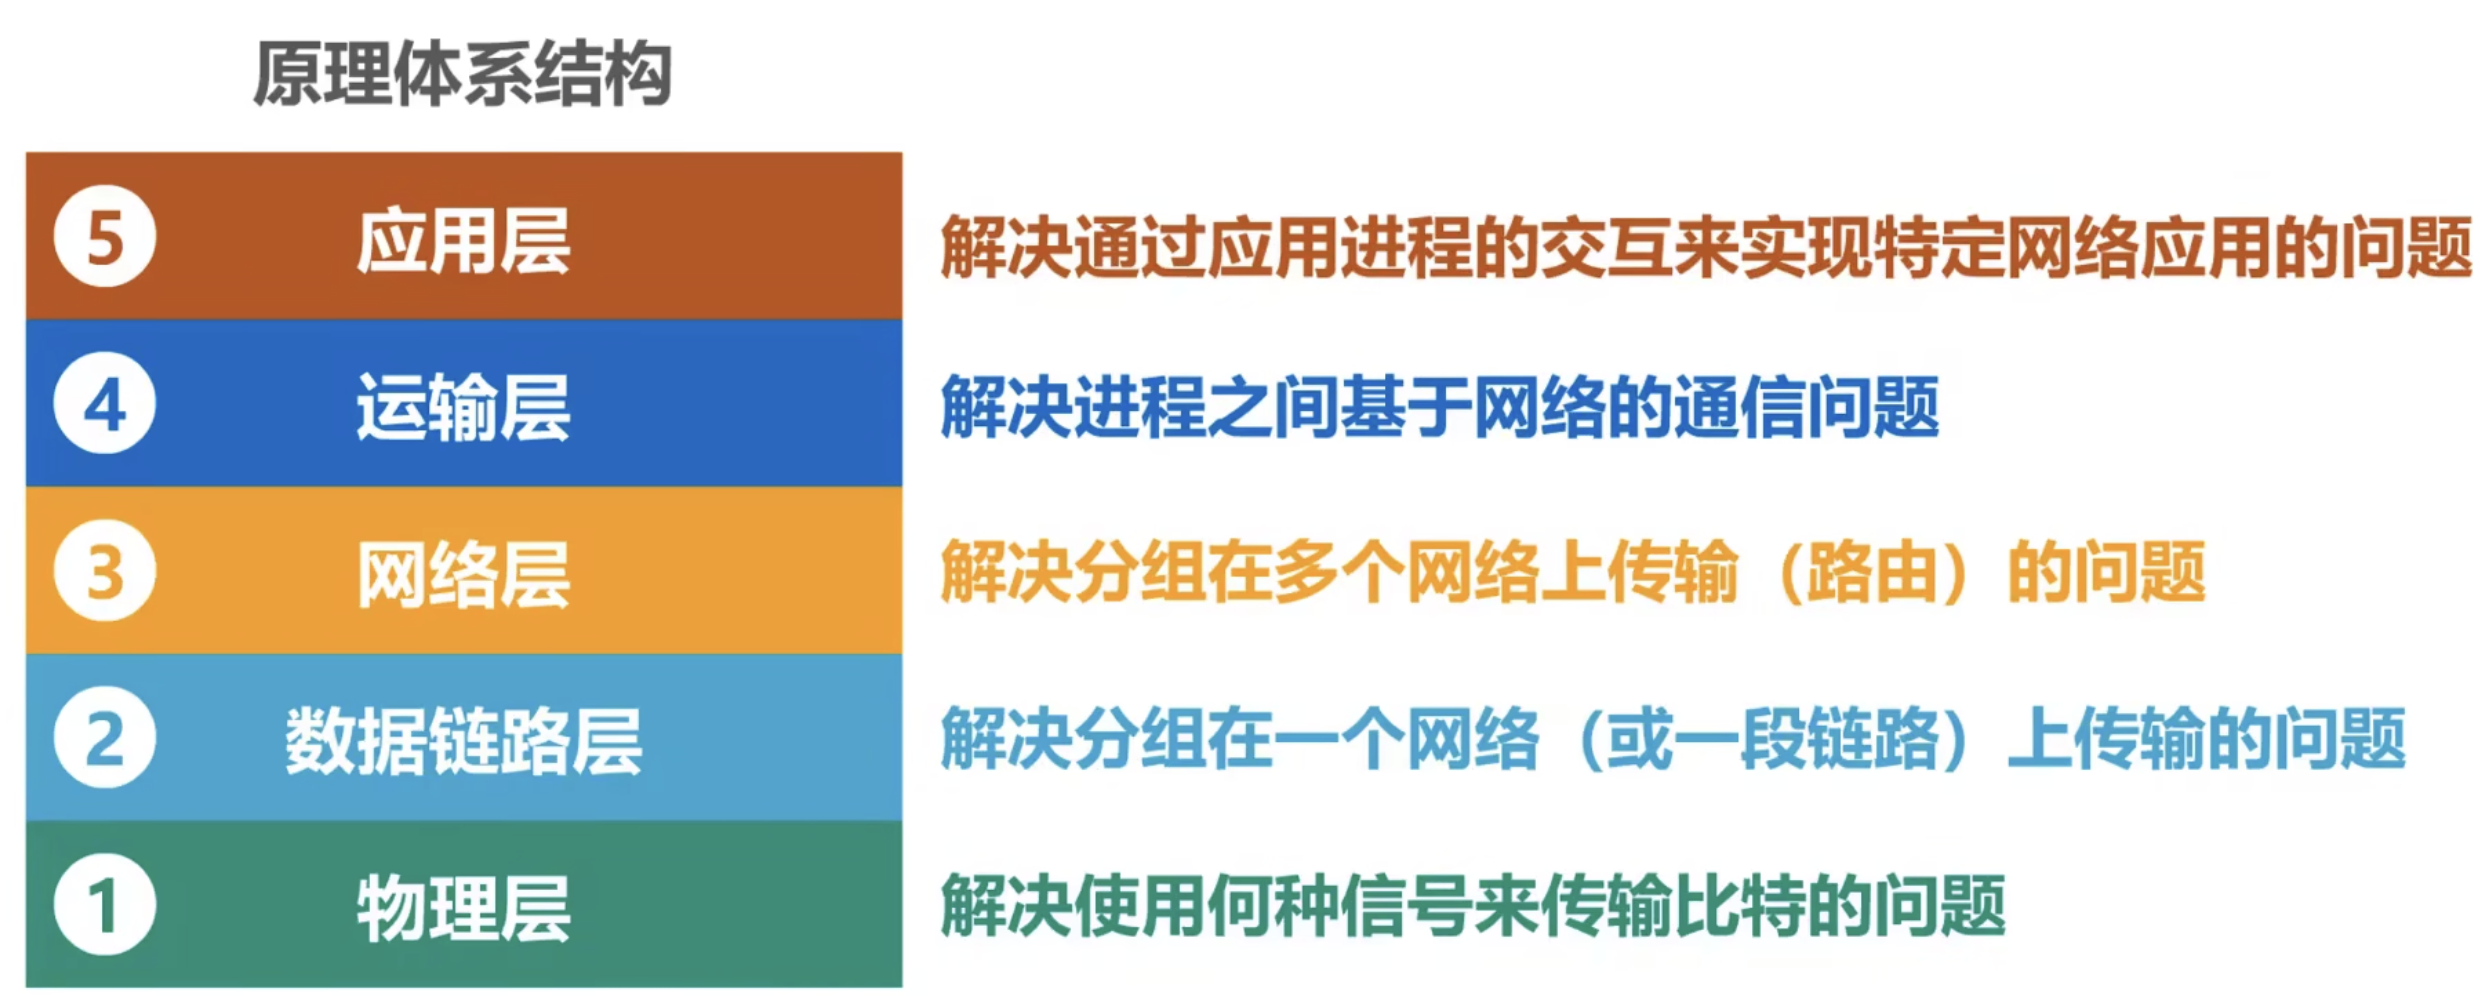 原理体系结构
5 应用层 解决通过应用进程的交互来实现特定网络应用的问题
4 运输层 解决进程之间基于网络的通信问题
3 网络层 解决分组在多个网络上传输（路由）的问题
2 数据链路层 解决分组在一个网络（或一段链路）上传输的问题
1 物理层 解决使用何种信号来传输比特的问题